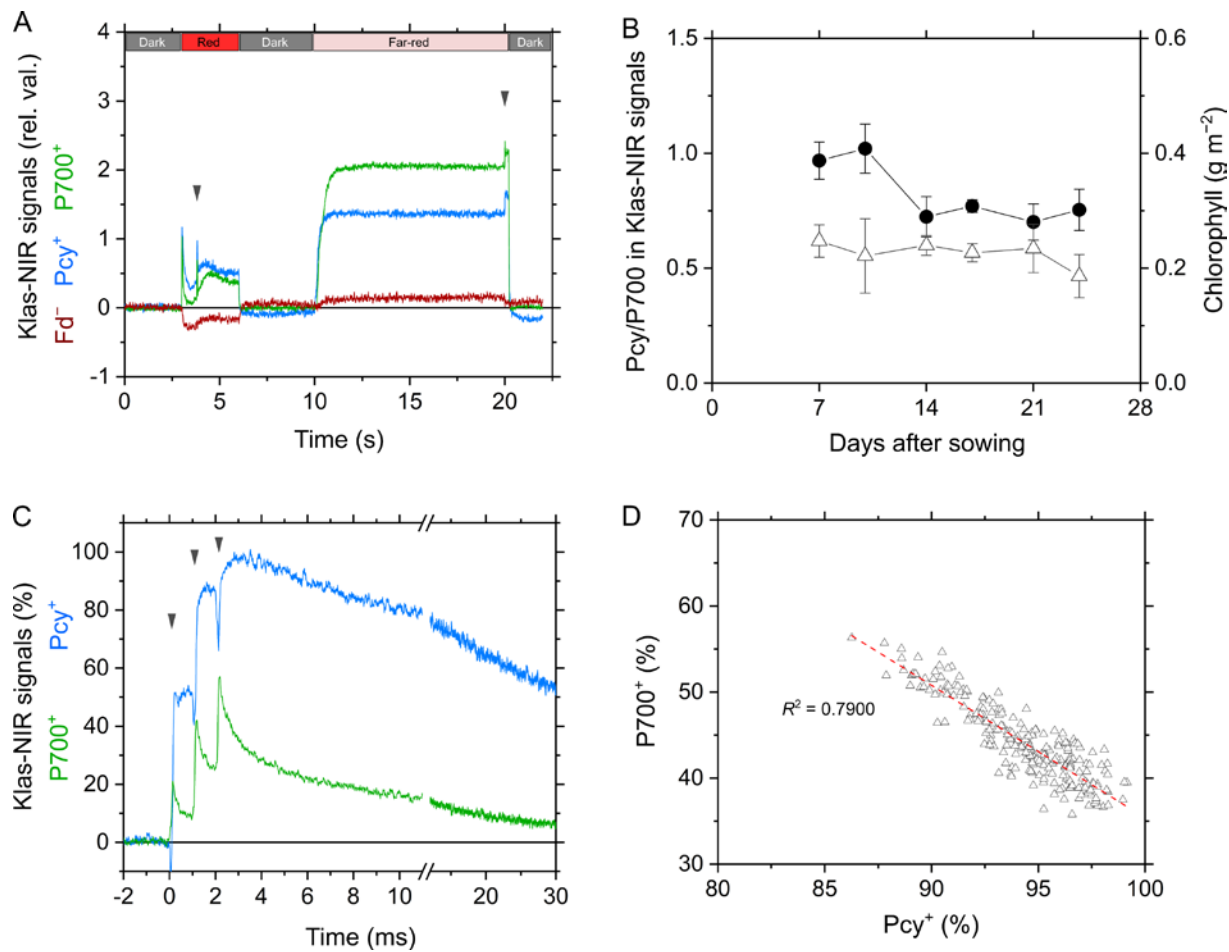 A
Klas-NIR signals (rel. val.)
Fd⁻ Pcy⁺ P700⁺
4
3
2
1
0
-1
Dark Red Dark Far-red Dark
0 5 10 15 20
Time (s)
B
Pcy/P700 in Klas-NIR signals
1.5
1.0
0.5
0.0
0.6
0.4
0.2
0.0
Chlorophyll (g m⁻²)
0 7 14 21 28
Days after sowing
C
Klas-NIR signals (%)
P700⁺ Pcy⁺
100
80
60
40
20
0
-2 0 2 4 6 8 10 20 30
Time (ms)
D
P700⁺ (%)
70
60
50
40
30
R² = 0.7900
80 85 90 95 100
Pcy⁺ (%)